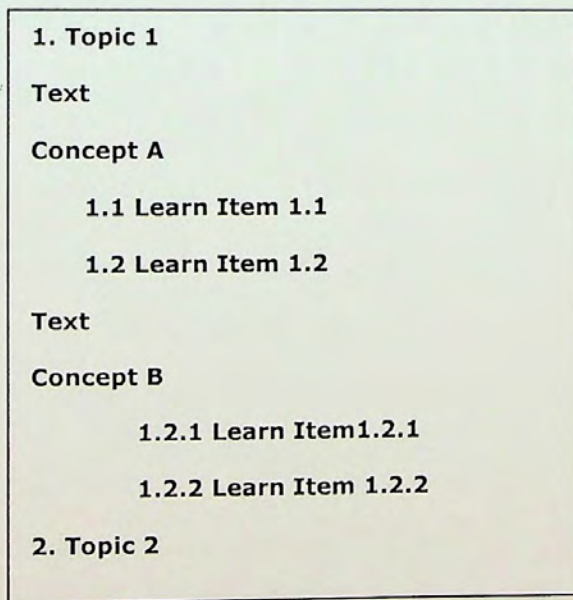 1. Topic 1
Text
Concept A
1.1 Learn Item 1.1
1.2 Learn Item 1.2
Text
Concept B
1.2.1 Learn Item1.2.1
1.2.2 Learn Item 1.2.2
2. Topic 2